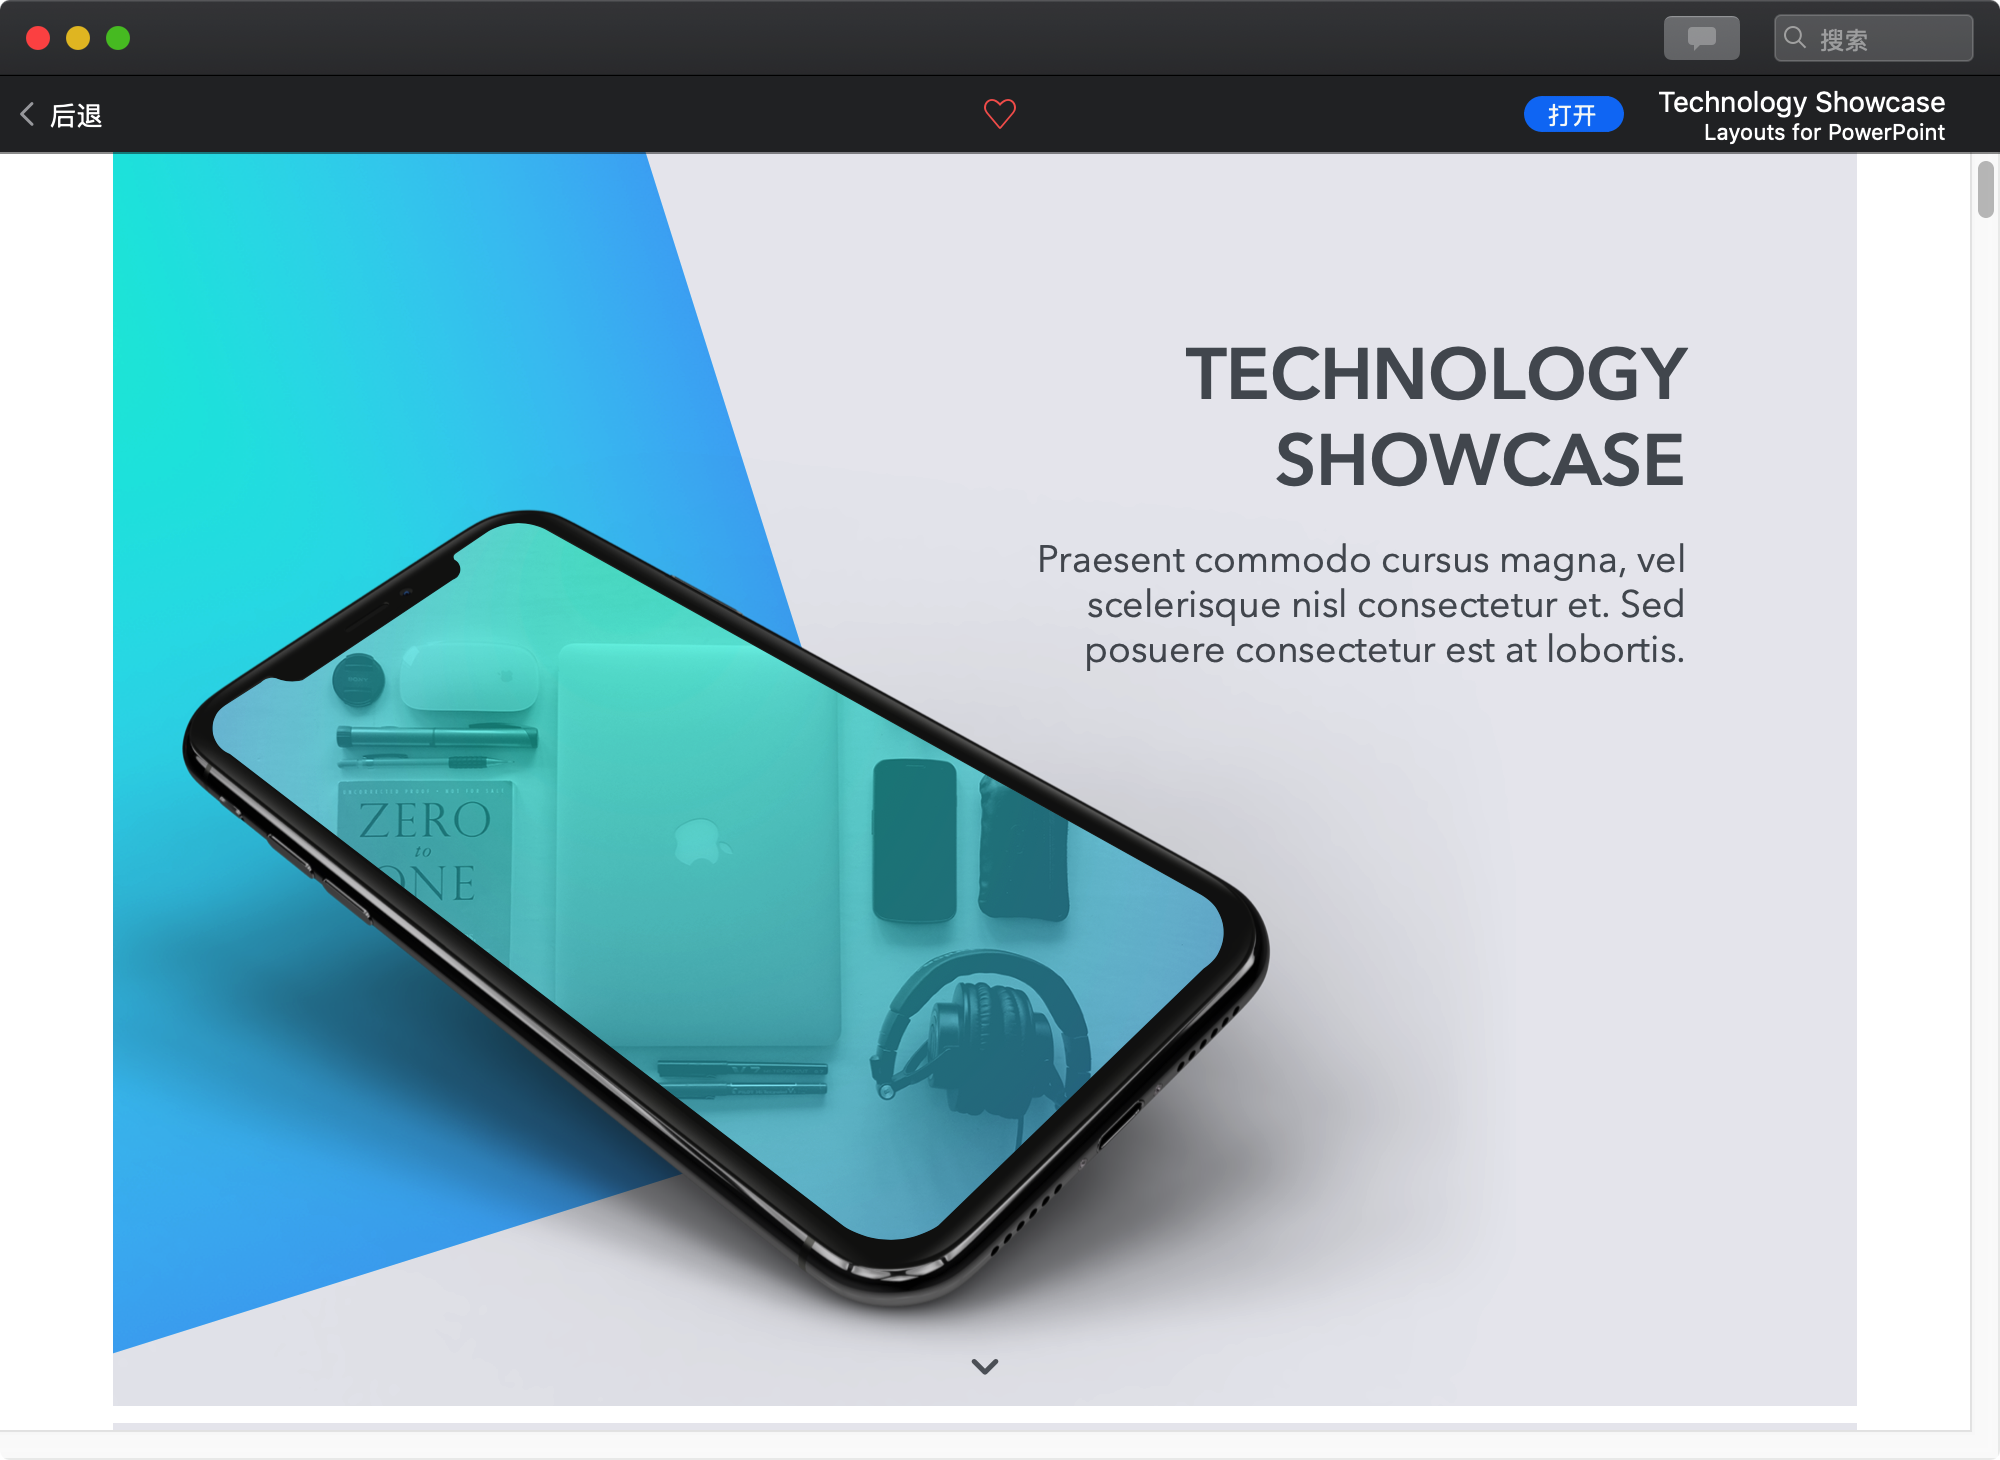 搜索
后退
打开
Technology Showcase
Layouts for PowerPoint
TECHNOLOGY
SHOWCASE
Praesent commodo cursus magna, vel
scelerisque nisl consectetur et. Sed
posuere consectetur est at lobortis.
ZERO
to
ONE